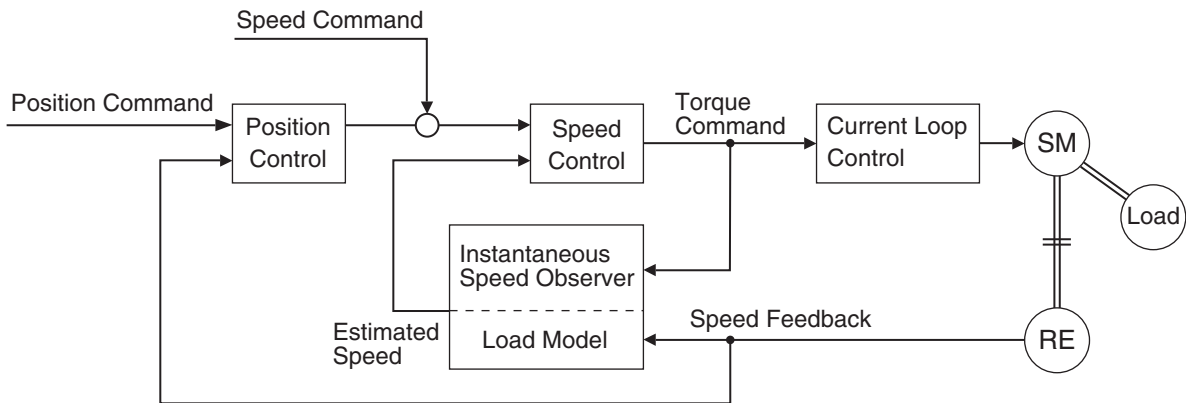 Speed Command
Position Command
Position
Control
Speed
Control
Torque
Command
Current Loop
Control
SM
Load
Instantaneous
Speed Observer
Load Model
Estimated
Speed
Speed Feedback
RE